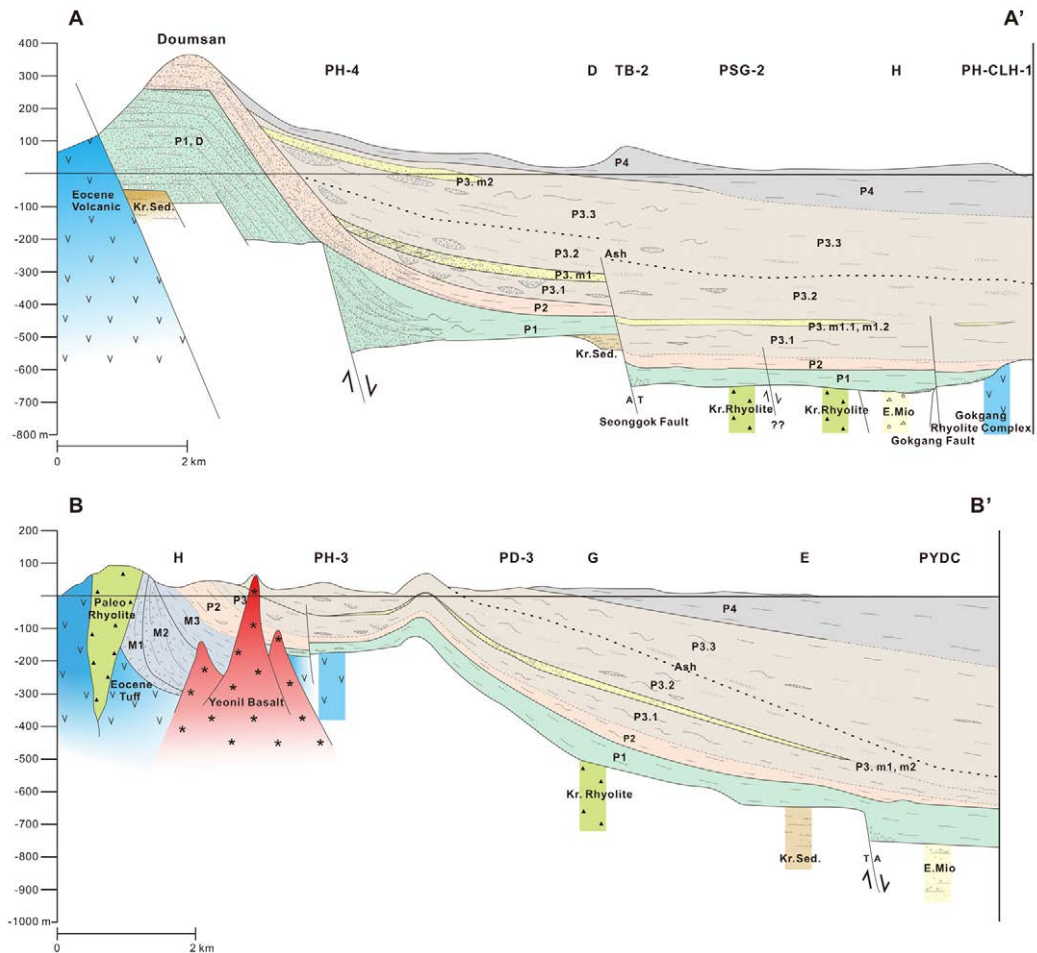 A A’
Doumsan
PH-4 D TB-2 PSG-2 H PH-CLH-1
400
300
200
100
0
-100
-200
-300
-400
-500
-600
-700
-800 m
P1, D
P4
P3. m2
P4
Eocene
Volcanic
Kr.Sed.
P3.3
P3.3
P3.2
Ash
P3. m1
P3.2
P3.1
P2
P3. m1.1, m1.2
P1
P3.1
Kr.Sed.
P2
P1
A T
Kr.Rhyolite
Kr.Rhyolite
E.Mio
Gokgang
Rhyolite Complex
Seonggok Fault
??
Gokgang Fault
0 2 km
B B’
H PH-3 PD-3 G E PYDC
200
100
0
-100
-200
-300
-400
-500
-600
-700
-800
-900
-1000 m
Paleo
Rhyolite
P2
P3
P4
M1
M2
M3
P3.3
Eocene
Tuff
Ash
P3.2
Yeonil Basalt
P3.1
P2
P1
P3. m1, m2
Kr. Rhyolite
Kr.Sed.
T A
E.Mio
0 2 km